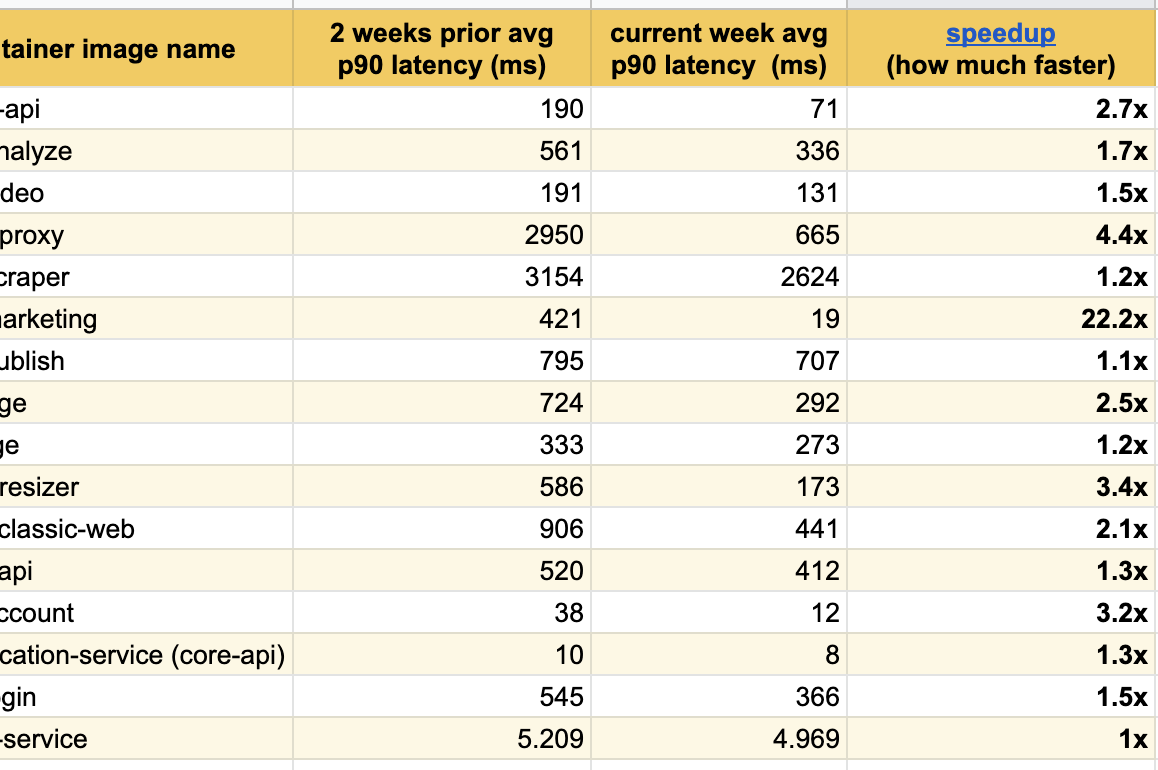 tainer image name 2 weeks prior avg p90 latency (ms) current week avg p90 latency (ms) speedup (how much faster)
-api 190 71 2.7x
nalyze 561 336 1.7x
deo 191 131 1.5x
proxy 2950 665 4.4x
craper 3154 2624 1.2x
arketing 421 19 22.2x
ublish 795 707 1.1x
ge 724 292 2.5x
ge 333 273 1.2x
resizer 586 173 3.4x
classic-web 906 441 2.1x
api 520 412 1.3x
ccount 38 12 3.2x
cation-service (core-api) 10 8 1.3x
gin 545 366 1.5x
-service 5.209 4.969 1x